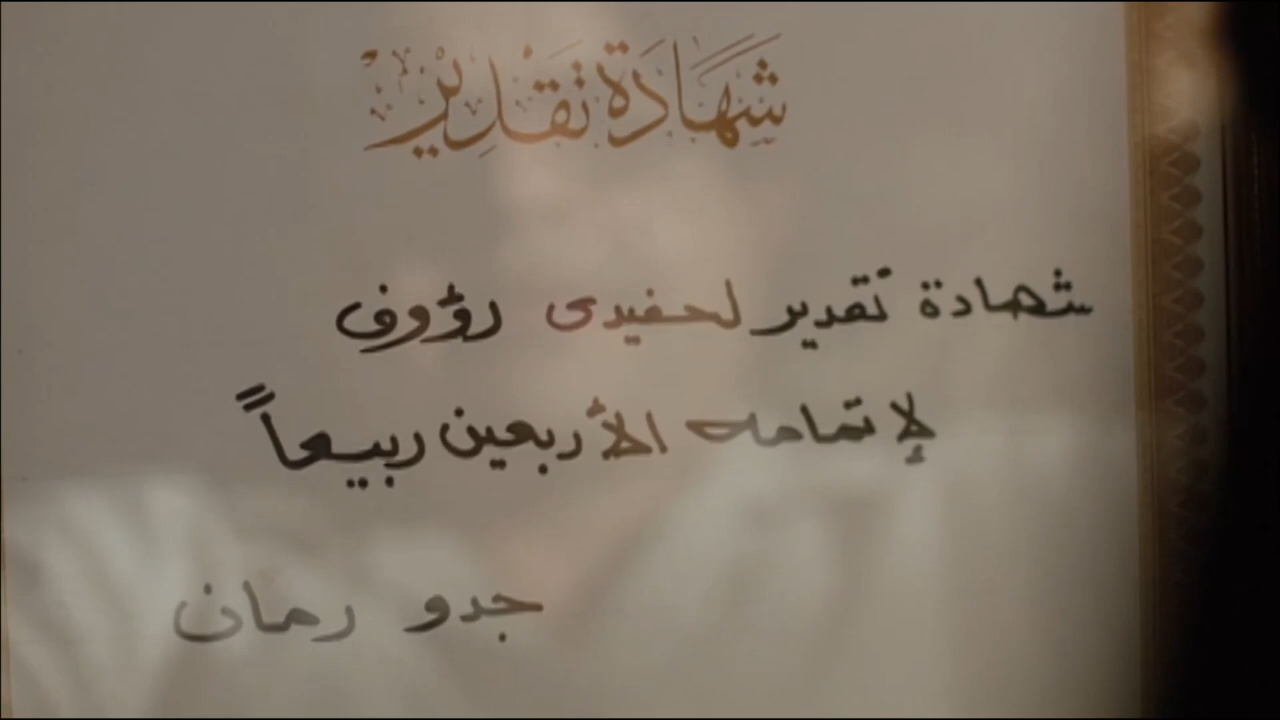 شهادة تقدير
شهادة تقدير لحفيدى رؤوف
لإتمامه الأربعين ربيعاً
جدو رمان